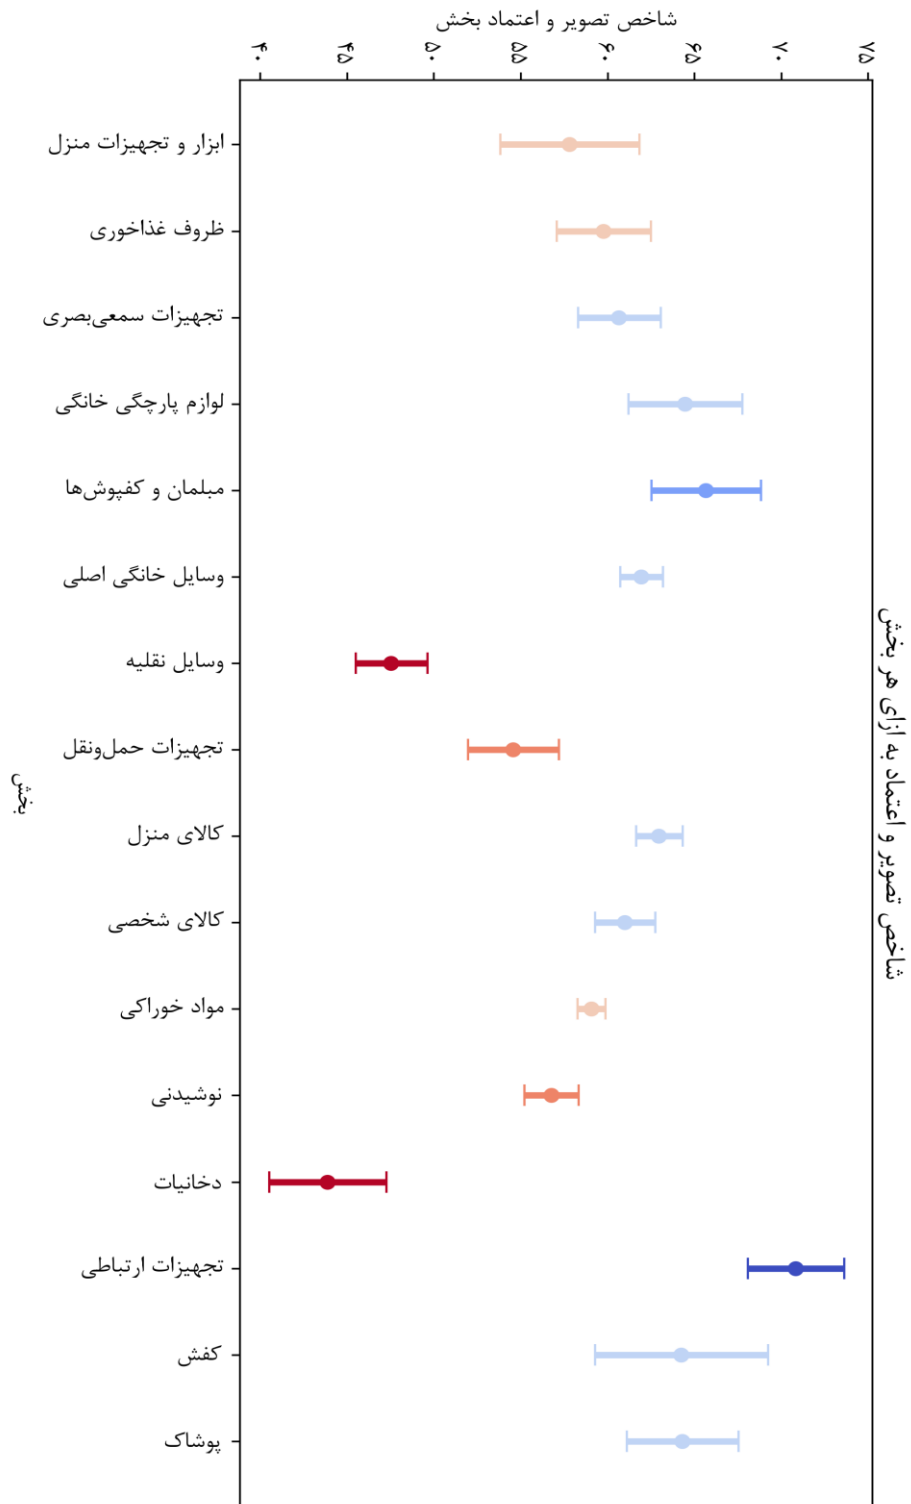 شاخص تصویر و اعتماد بخش
۴۰ ۴۵ ۵۰ ۵۵ ۶۰ ۶۵ ۷۰ ۷۵
ابزار و تجهیزات منزل
ظروف غذاخوری
تجهیزات سمعی‌بصری
لوازم پارچگی خانگی
مبلمان و کفپوش‌ها
وسایل خانگی اصلی
وسایل نقلیه
تجهیزات حمل‌ونقل
کالای منزل
کالای شخصی
مواد خوراکی
نوشیدنی
دخانیات
تجهیزات ارتباطی
کفش
پوشاک
بخش
شاخص تصویر و اعتماد به ازای هر بخش